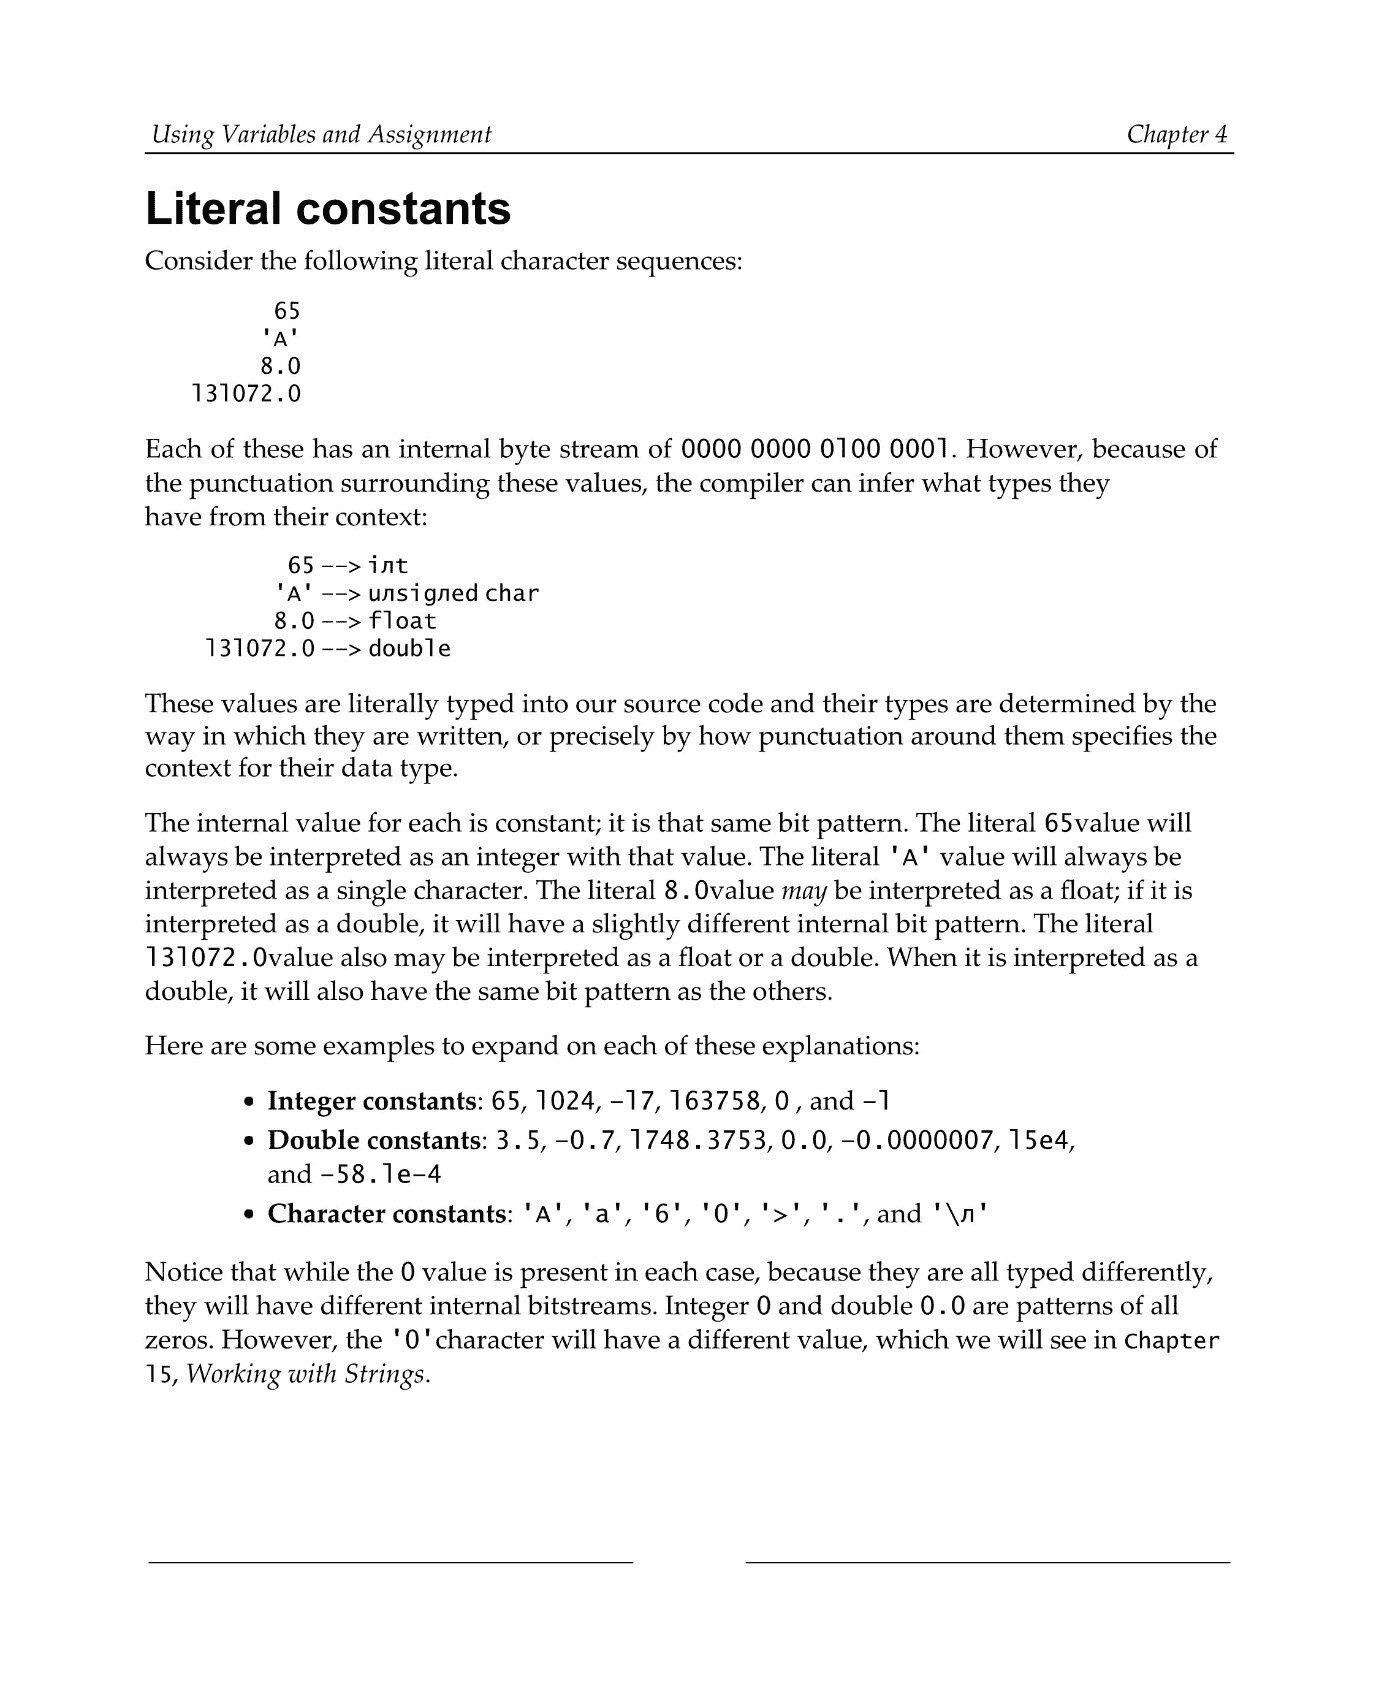 Using Variables and Assignment Chapter 4
Literal constants
Consider the following literal character sequences:
65
'A'
8.0
131072.0
Each of these has an internal byte stream of 0000 0000 0100 0001. However, because of
the punctuation surrounding these values, the compiler can infer what types they
have from their context:
65 --> int
'A' --> unsigned char
8.0 --> float
131072.0 --> double
These values are literally typed into our source code and their types are determined by the
way in which they are written, or precisely by how punctuation around them specifies the
context for their data type.
The internal value for each is constant; it is that same bit pattern. The literal 65value will
always be interpreted as an integer with that value. The literal 'A' value will always be
interpreted as a single character. The literal 8.0value may be interpreted as a float; if it is
interpreted as a double, it will have a slightly different internal bit pattern. The literal
131072.0value also may be interpreted as a float or a double. When it is interpreted as a
double, it will also have the same bit pattern as the others.
Here are some examples to expand on each of these explanations:
• Integer constants: 65, 1024, -17, 163758, 0 , and -1
• Double constants: 3.5, -0.7, 1748.3753, 0.0, -0.0000007, 15e4,
and -58.1e-4
• Character constants: 'A', 'a', '6', '0', '>', '.', and '\n'
Notice that while the 0 value is present in each case, because they are all typed differently,
they will have different internal bitstreams. Integer 0 and double 0.0 are patterns of all
zeros. However, the '0'character will have a different value, which we will see in Chapter
15, Working with Strings.